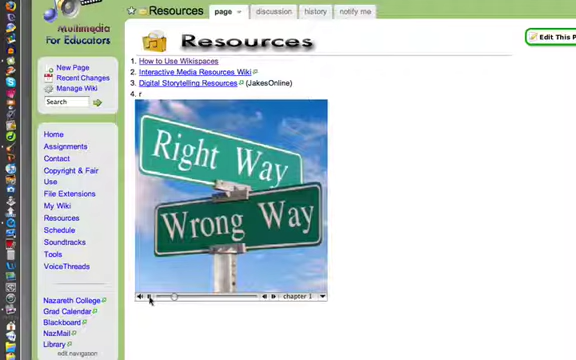 Resources
page
discussion
history
notify me
Multimedia
For Educators
Resources
Edit This P
New Page
Recent Changes
Manage Wiki
Search
1. How to Use Wikispaces
2. Interactive Media Resources Wiki
3. Digital Storytelling Resources (JakesOnline)
4. r
Right Way
Wrong Way
chapter 1
Home
Assignments
Contact
Copyright & Fair
Use
File Extensions
My Wiki
Resources
Schedule
Soundtracks
Tools
VoiceThreads
Nazareth College
Grad Calendar
Blackboard
NazMail
Library
edit navigation